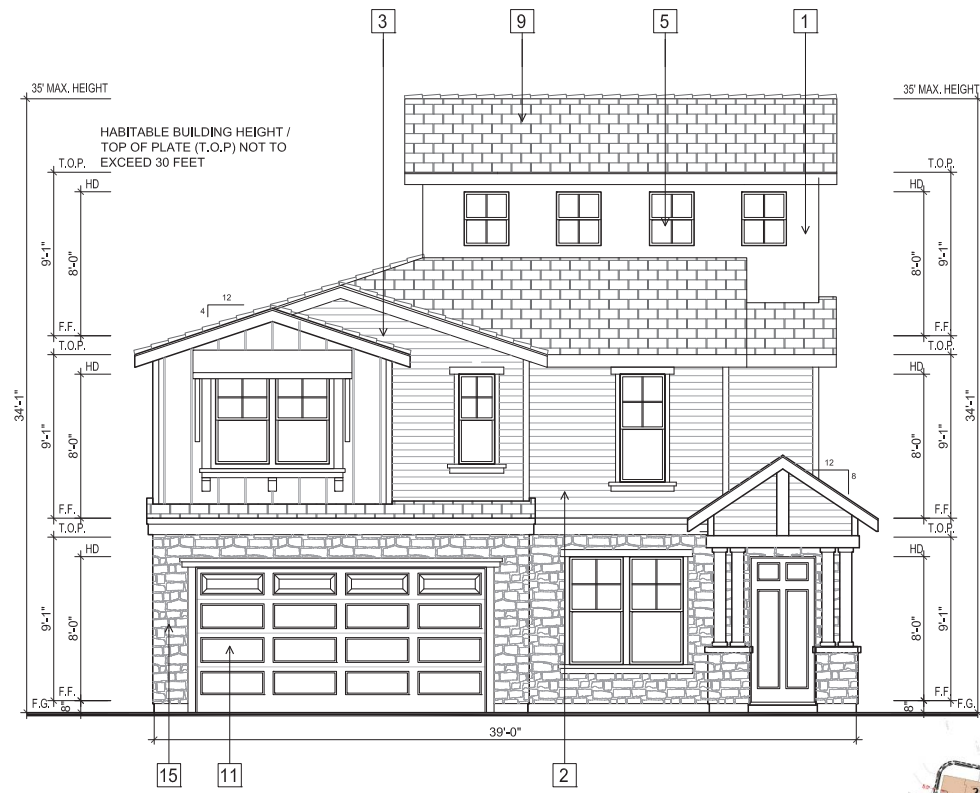 3
9
5
1
35' MAX. HEIGHT
35' MAX. HEIGHT
HABITABLE BUILDING HEIGHT /
TOP OF PLATE (T.O.P) NOT TO
EXCEED 30 FEET
T.O.P.
T.O.P.
HD
HD
9'-1"
8'-0"
8'-0"
9'-1"
12
4
F.F.
F.F.
T.O.P.
T.O.P.
HD
HD
34'-1"
9'-1"
8'-0"
8'-0"
9'-1"
34'-1"
12
8
F.F.
F.F.
T.O.P.
T.O.P.
HD
HD
9'-1"
8'-0"
8'-0"
9'-1"
F.F.
F.F.
F.G.
8"
8"
F.G.
39'-0"
15
11
2